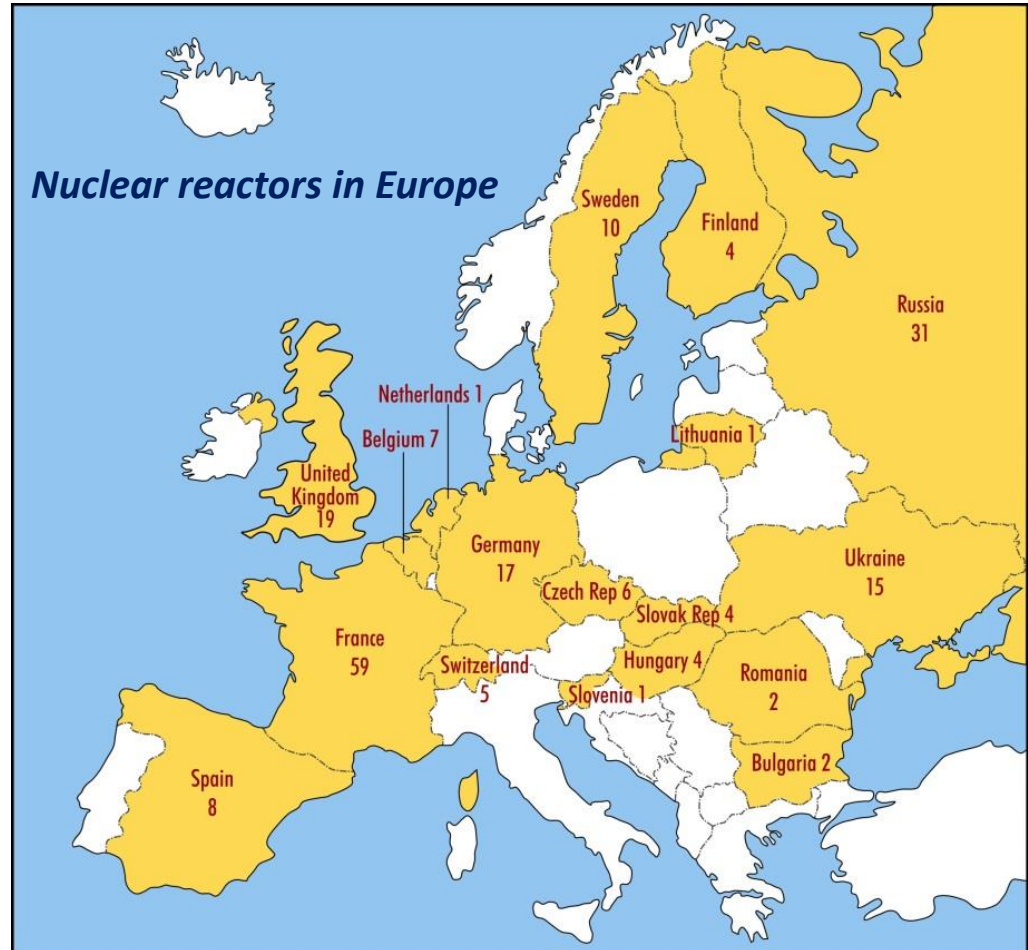 Nuclear reactors in Europe
Sweden
10
Finland
4
Russia
31
Netherlands 1
Belgium 7
Lithuania 1
United
Kingdom
19
Germany
17
Ukraine
15
Czech Rep 6
Slovak Rep 4
France
59
Switzerland
5
Hungary 4
Romania
2
Slovenia 1
Bulgaria 2
Spain
8